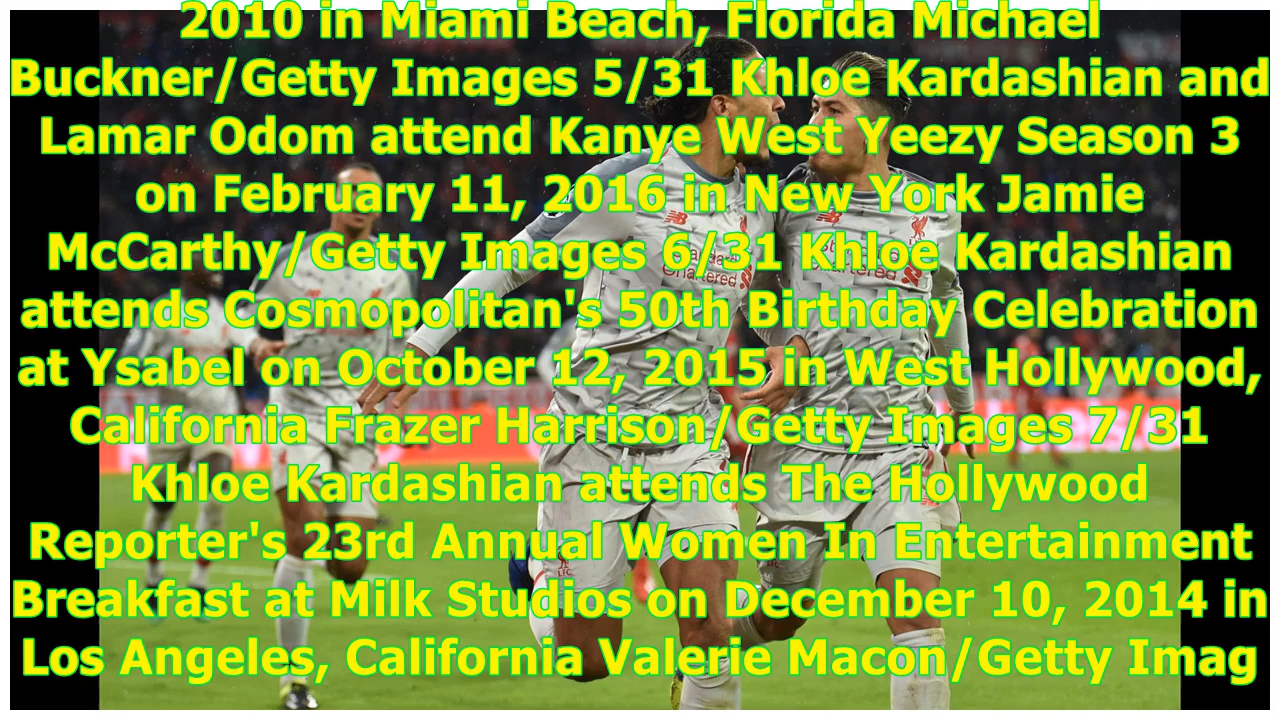 2010 in Miami Beach, Florida Michael
Buckner/Getty Images 5/31 Khloe Kardashian and
Lamar Odom attend Kanye West Yeezy Season 3
on February 11, 2016 in New York Jamie
McCarthy/Getty Images 6/31 Khloe Kardashian
attends Cosmopolitan's 50th Birthday Celebration
at Ysabel on October 12, 2015 in West Hollywood,
California Frazer Harrison/Getty Images 7/31
Khloe Kardashian attends The Hollywood
Reporter's 23rd Annual Women In Entertainment
Breakfast at Milk Studios on December 10, 2014 in
Los Angeles, California Valerie Macon/Getty Imag